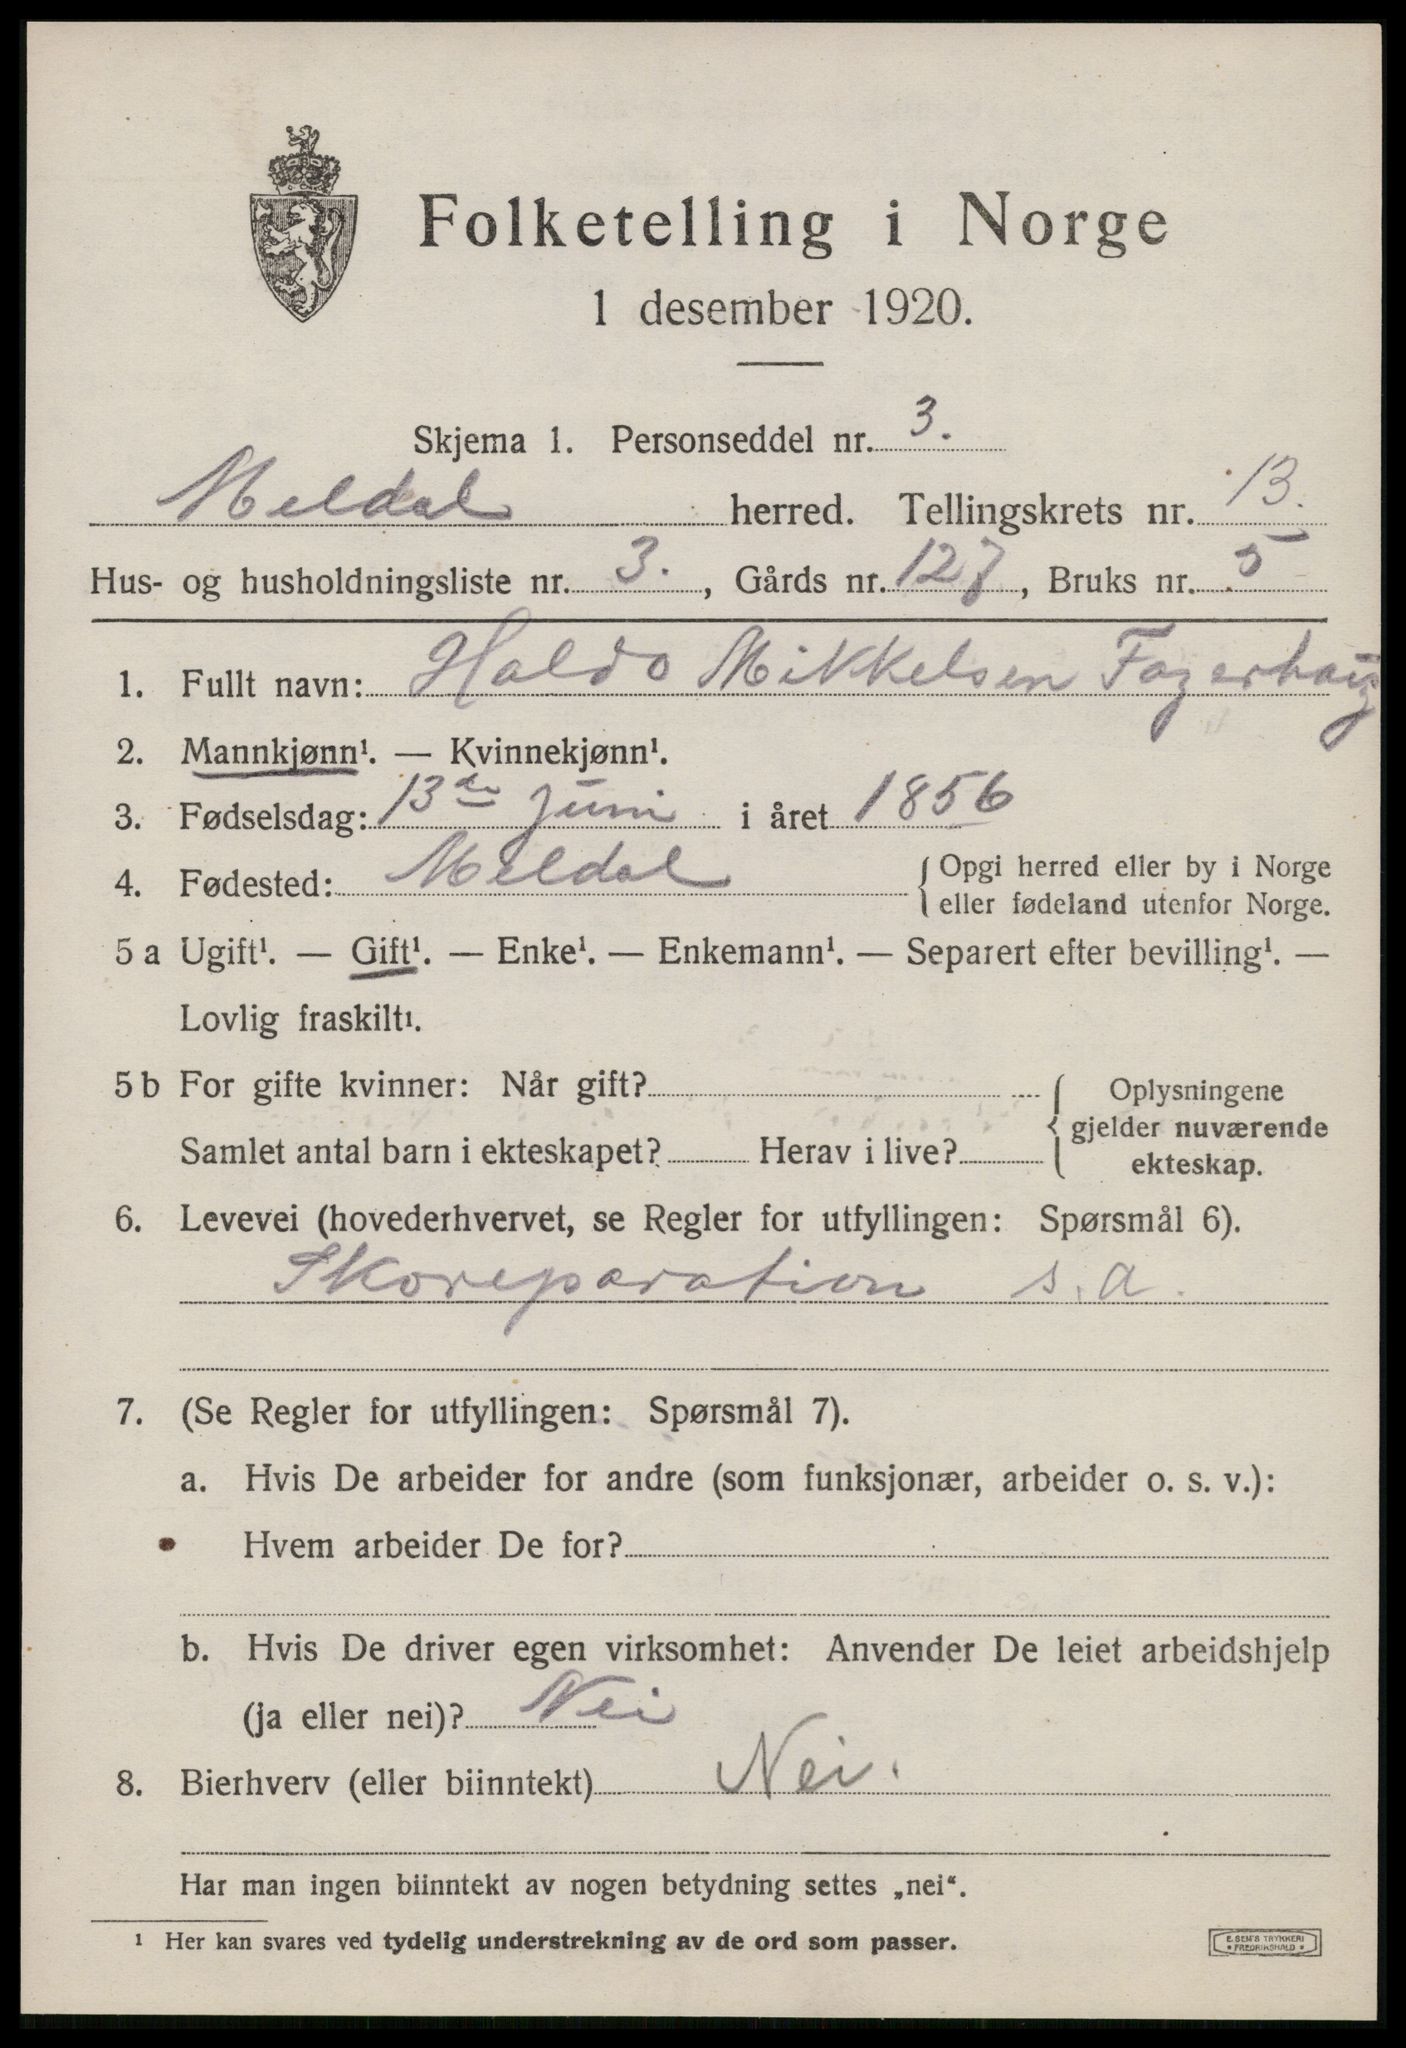 Folketelling i Norge
1 desember 1920.
Skjema 1. Personseddel nr. 3.
Meldal herred. Tellingskrets nr. 13.
Hus- og husholdningsliste nr. 3., Gårds nr. 127, Bruks nr. 5
1. Fullt navn: Haldo Mikkelsen Fagerhaug
2. Mannkjønn¹. — Kvinnekjønn¹.
3. Fødselsdag: 13de Juni i året 1856
4. Fødested: Meldal { Opgi herred eller by i Norge
eller fødeland utenfor Norge.
5 a Ugift¹. — Gift¹. — Enke¹. — Enkemann¹. — Separert efter bevilling¹. —
Lovlig fraskilt¹.
5 b For gifte kvinner: Når gift? { Oplysningene
gjelder nuværende
Samlet antal barn i ekteskapet? Herav i live?
ekteskap.
6. Levevei (hovederhvervet, se Regler for utfyllingen: Spørsmål 6).
Skoreparation s.a.
7. (Se Regler for utfyllingen: Spørsmål 7).
a. Hvis De arbeider for andre (som funksjonær, arbeider o. s. v.):
Hvem arbeider De for?
b. Hvis De driver egen virksomhet: Anvender De leiet arbeidshjelp
(ja eller nei)? Nei
8. Bierhverv (eller biinntekt) Nei.
Har man ingen biinntekt av nogen betydning settes „nei“.
¹ Her kan svares ved tydelig understrekning av de ord som passer.
E. SEM'S TRYKKERI
* FREDRIKSHALD *